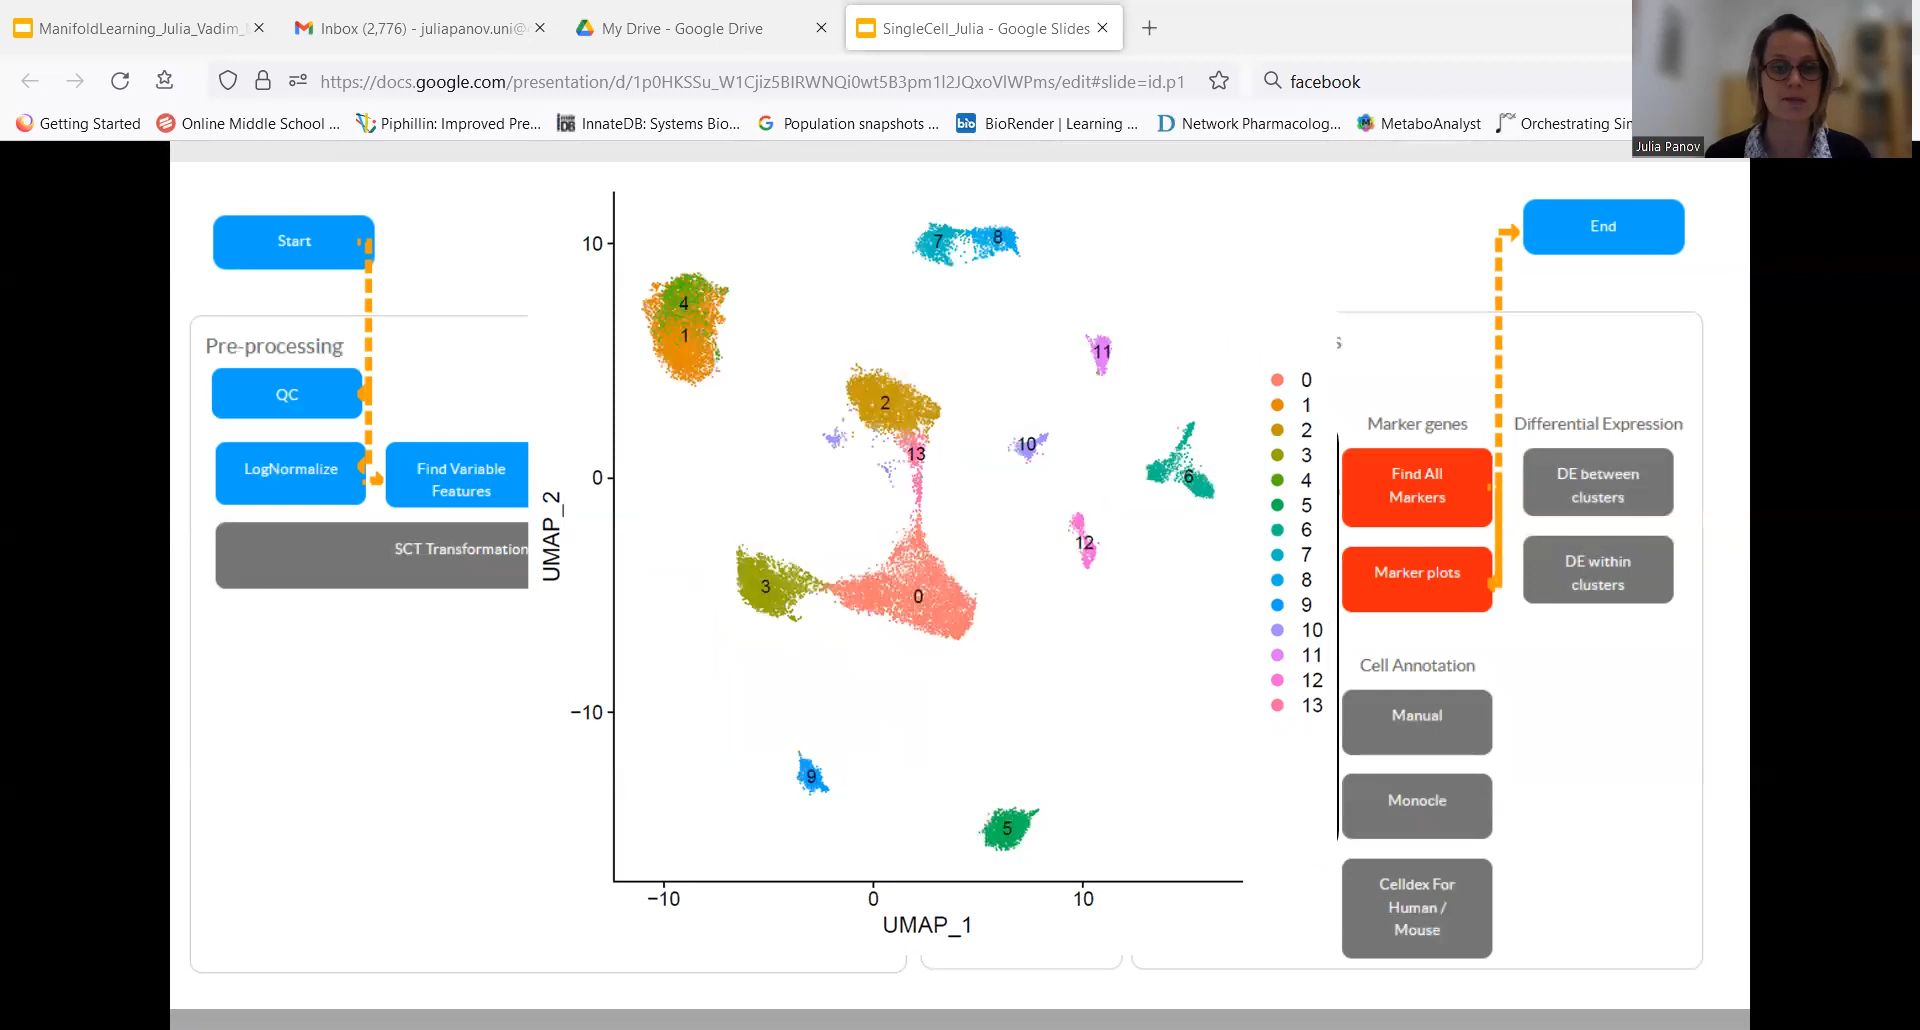 ManifoldLearning_Julia_Vadim_
Inbox (2,776) - juliapanov.uni@
My Drive - Google Drive
SingleCell_Julia - Google Slides
https://docs.google.com/presentation/d/1p0HKSSu_W1Cjiz5BIRWNQi0wt5B3pm1l2JQxoVlWPms/edit#slide=id.p1
facebook
Getting Started
Online Middle School ...
Piphillin: Improved Pre...
InnateDB: Systems Bio...
Population snapshots ...
BioRender | Learning ...
Network Pharmacolog...
MetaboAnalyst
Orchestrating Sin
Julia Panov
Start
Pre-processing
QC
LogNormalize
Find Variable
Features
SCT Transformation
UMAP_2
10
0
−10
7
8
4
1
11
2
13
10
6
12
3
0
9
5
−10
0
10
UMAP_1
0
1
2
3
4
5
6
7
8
9
10
11
12
13
End
s
Marker genes
Find All
Markers
Marker plots
Differential Expression
DE between
clusters
DE within
clusters
Cell Annotation
Manual
Monocle
Celldex For
Human /
Mouse